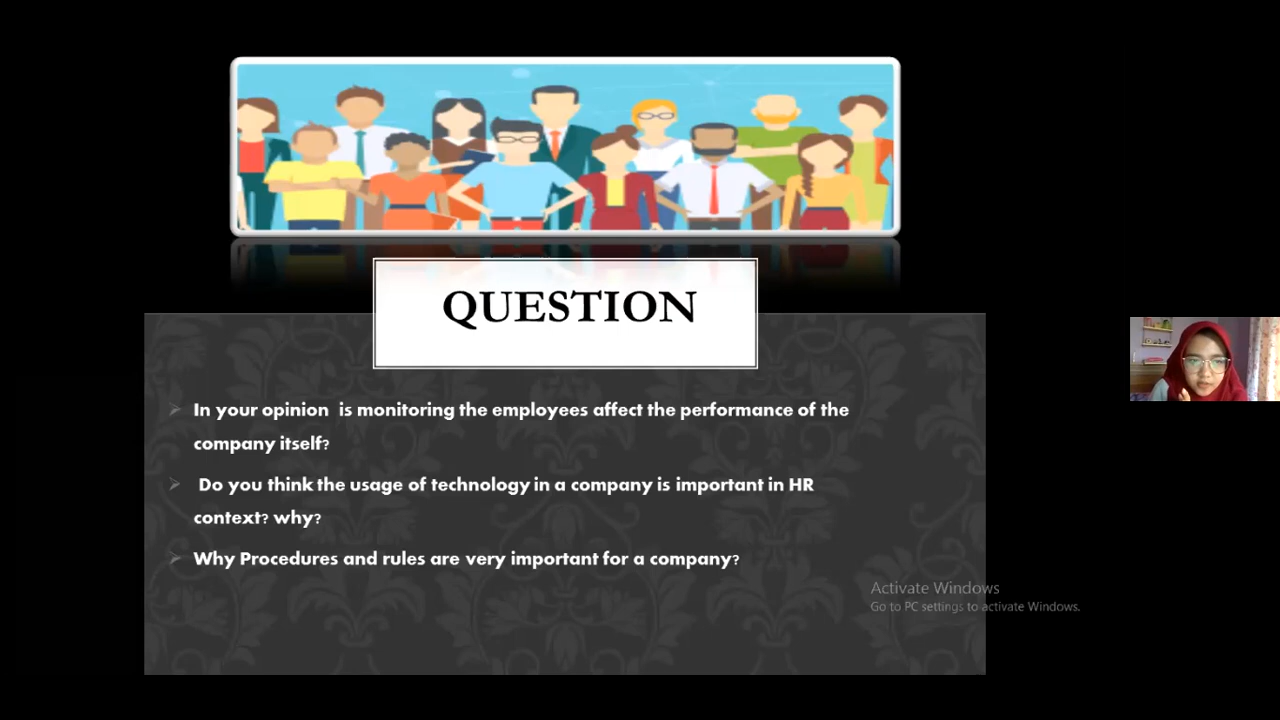 QUESTION
In your opinion is monitoring the employees affect the performance of the
company itself?
Do you think the usage of technology in a company is important in HR
context? why?
Why Procedures and rules are very important for a company?
Activate Windows
Go to PC settings to activate Windows.